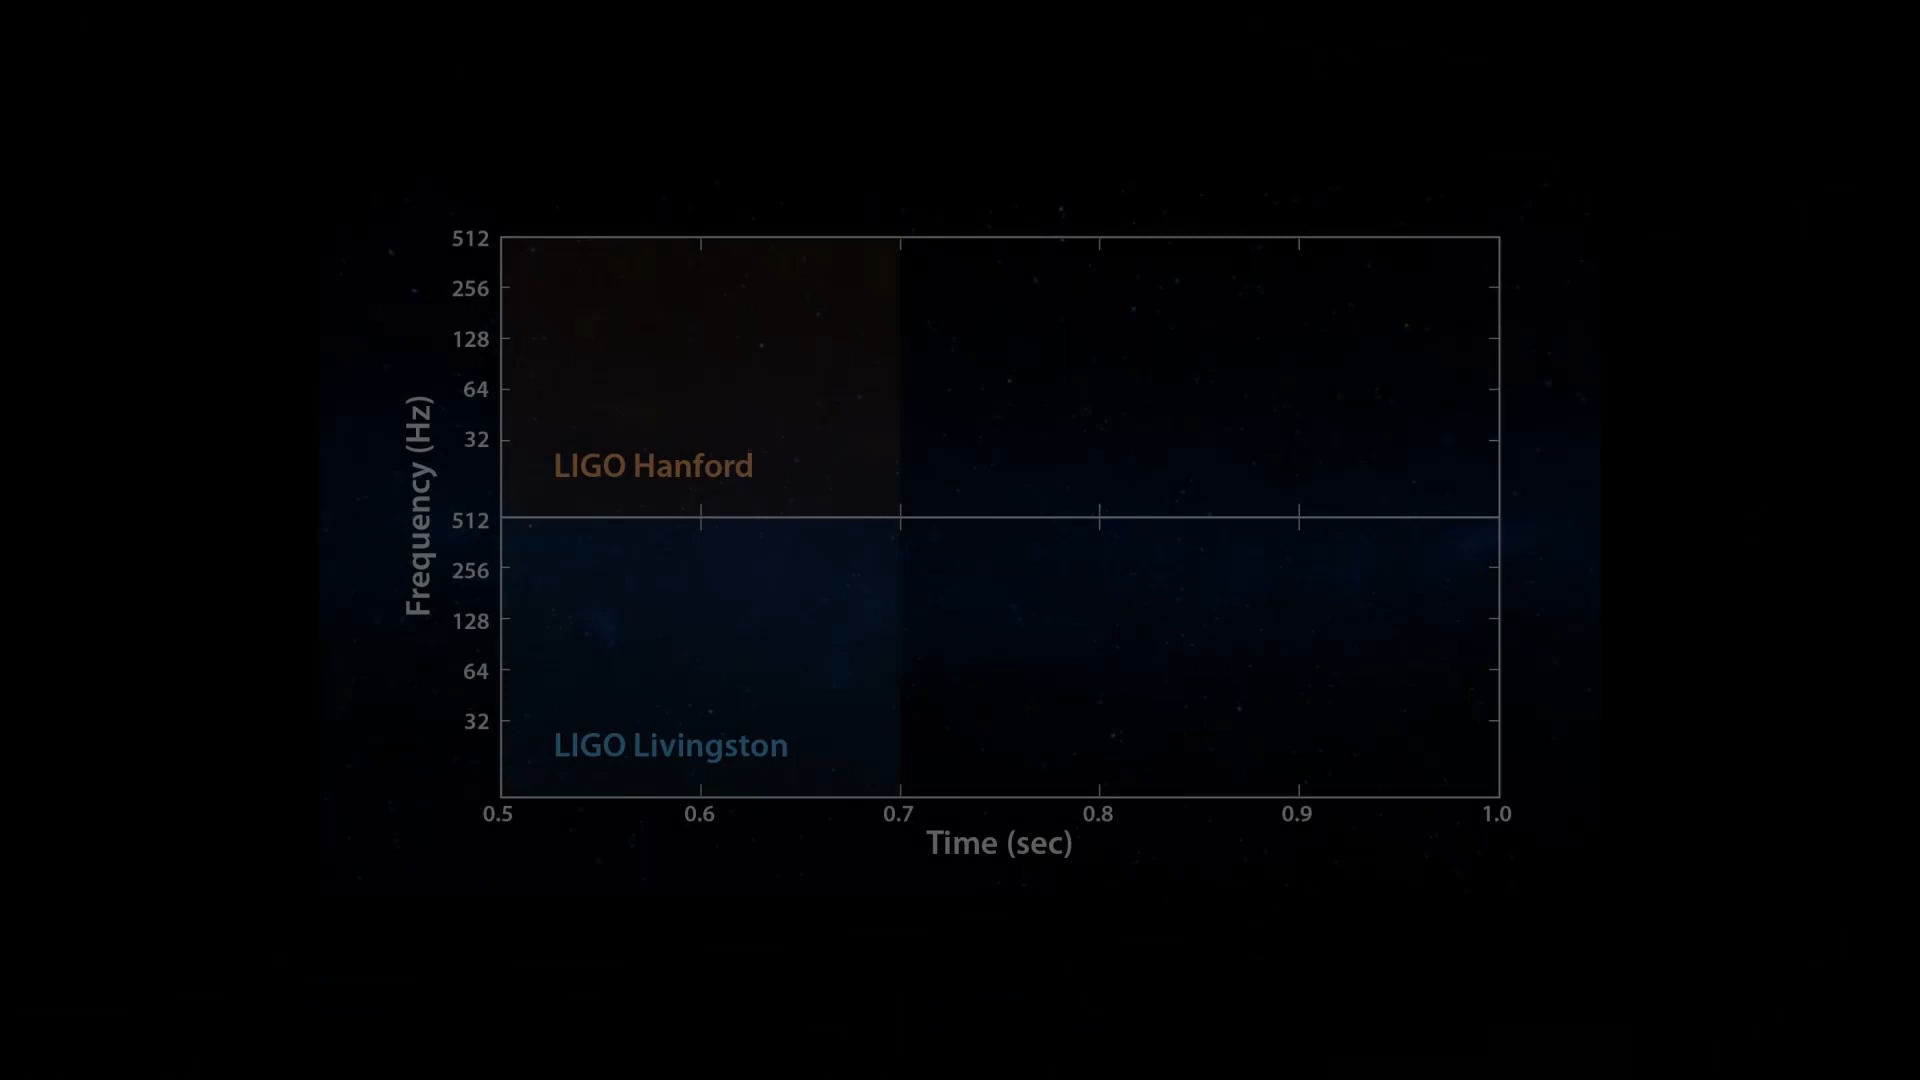 512
256
128
64
32
LIGO Hanford
Frequency (Hz)
512
256
128
64
32
LIGO Livingston
0.5 0.6 0.7 0.8 0.9 1.0
Time (sec)